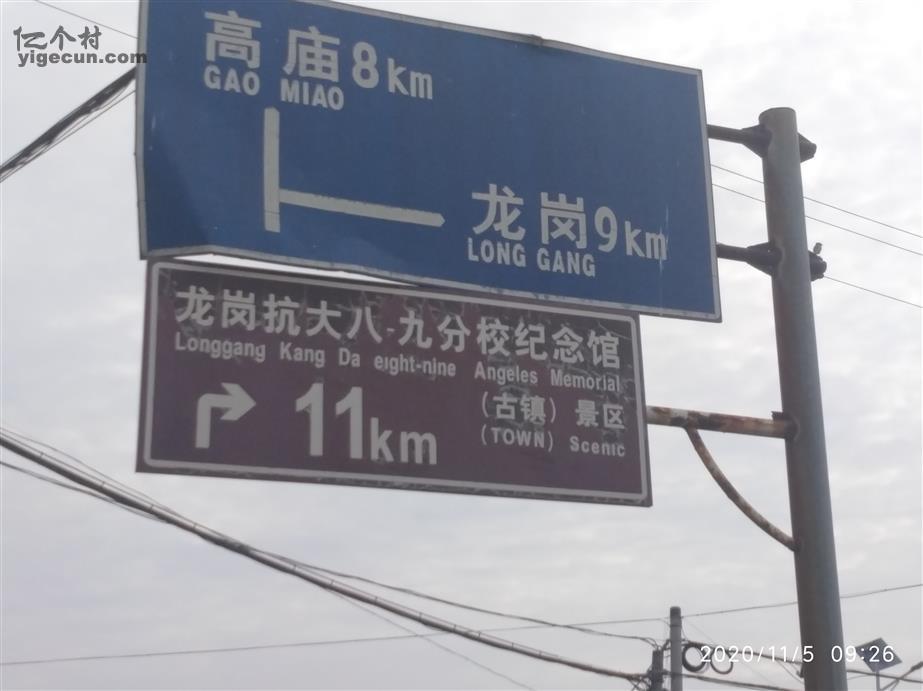 亿个村
yigecun.com
高庙8km
GAO MIAO
龙岗9km
LONG GANG
龙岗抗大八·九分校纪念馆
Longgang Kang Da eight-nine Angeles Memorial
(古镇) 景区
11km
(TOWN) Scenic
2020/11/5 09:26